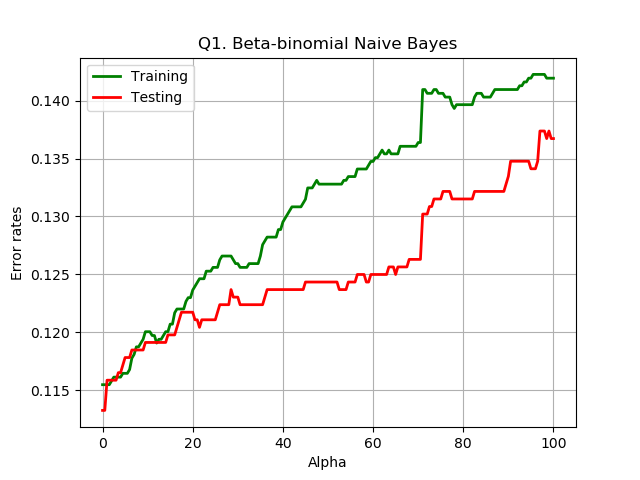 Q1. Beta-binomial Naive Bayes
Training
Testing
0.140
0.135
0.130
0.125
0.120
0.115
Error rates
0 20 40 60 80 100
Alpha